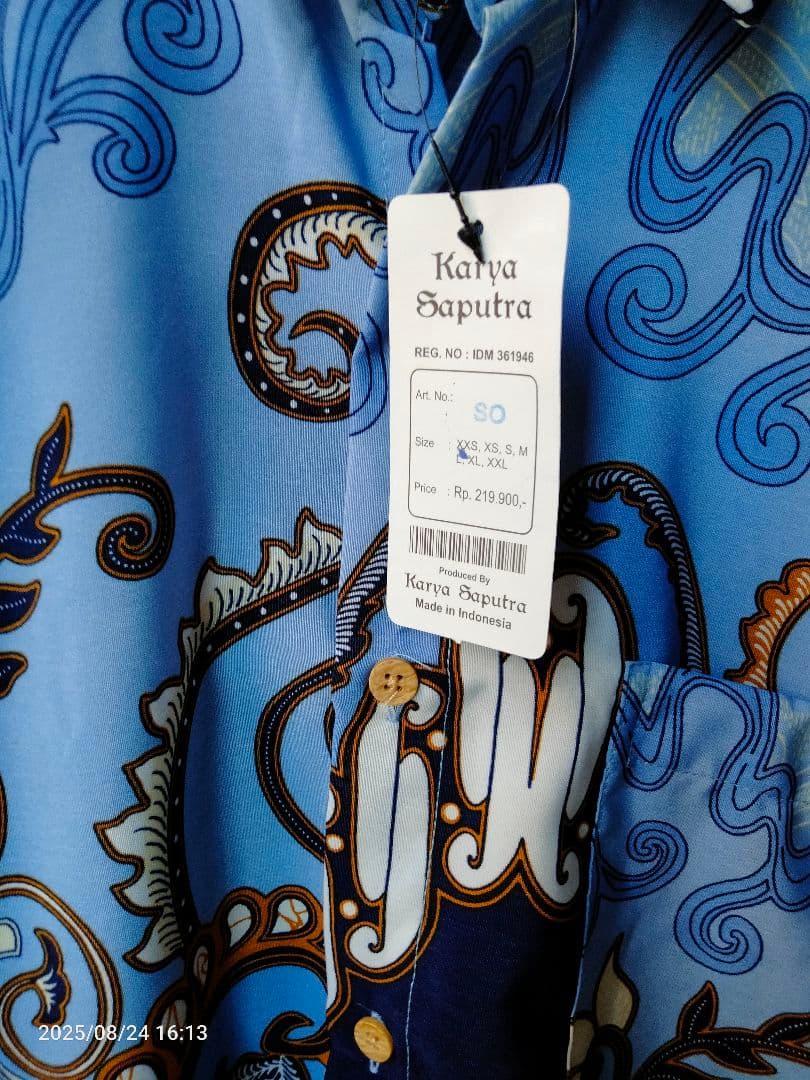 Karya
Saputra
REG. NO : IDM 361946
Art. No.:
SO
Size : XXS, XS, S, M
L, XL, XXL
Price : Rp. 219.900,-
Produced By
Karya Saputra
Made in Indonesia
2025/08/24 16:13